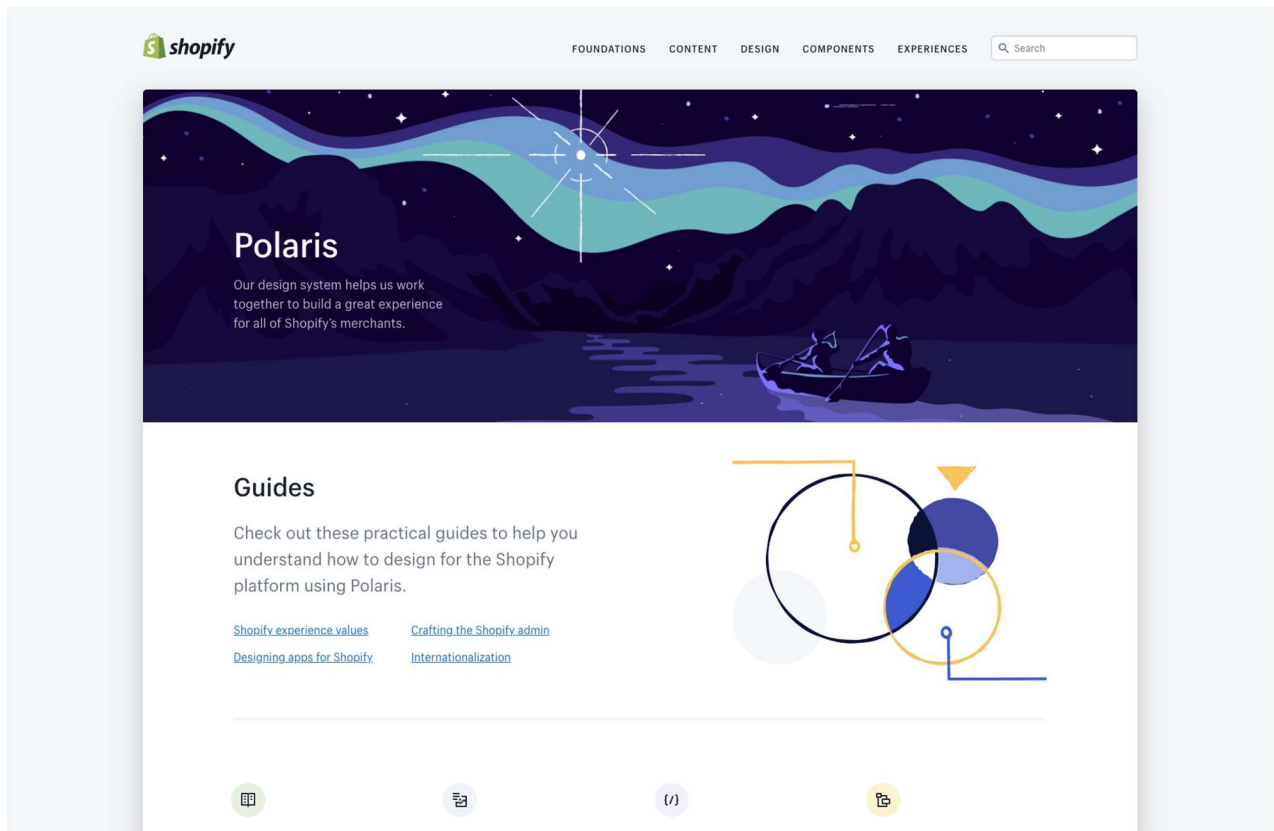 shopify
FOUNDATIONS CONTENT DESIGN COMPONENTS EXPERIENCES Search
Polaris
Our design system helps us work
together to build a great experience
for all of Shopify's merchants.
Guides
Check out these practical guides to help you
understand how to design for the Shopify
platform using Polaris.
Shopify experience values Crafting the Shopify admin
Designing apps for Shopify Internationalization
{/}